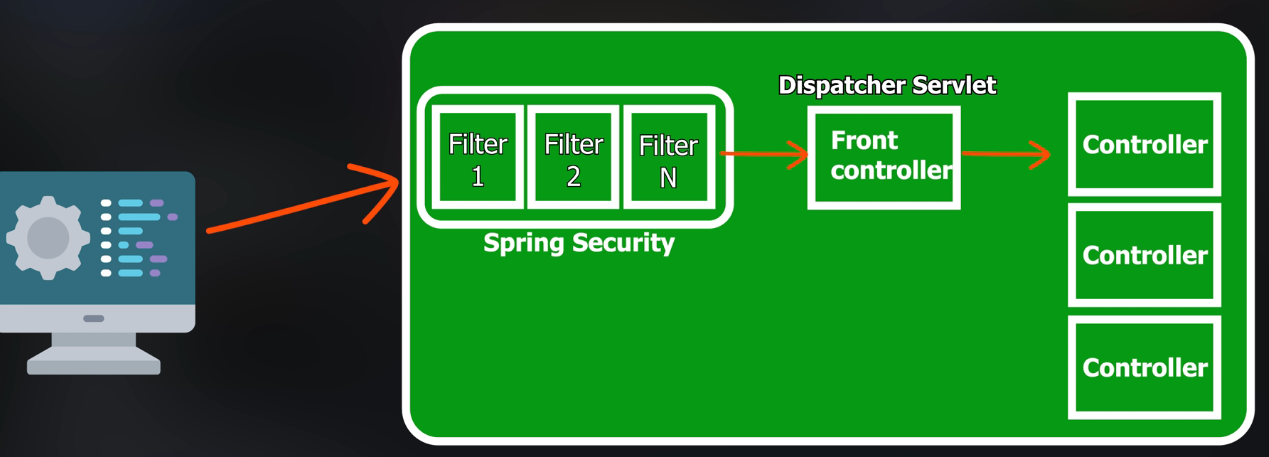 Filter
1
Filter
2
Filter
N
Spring Security
Dispatcher Servlet
Front
controller
Controller
Controller
Controller